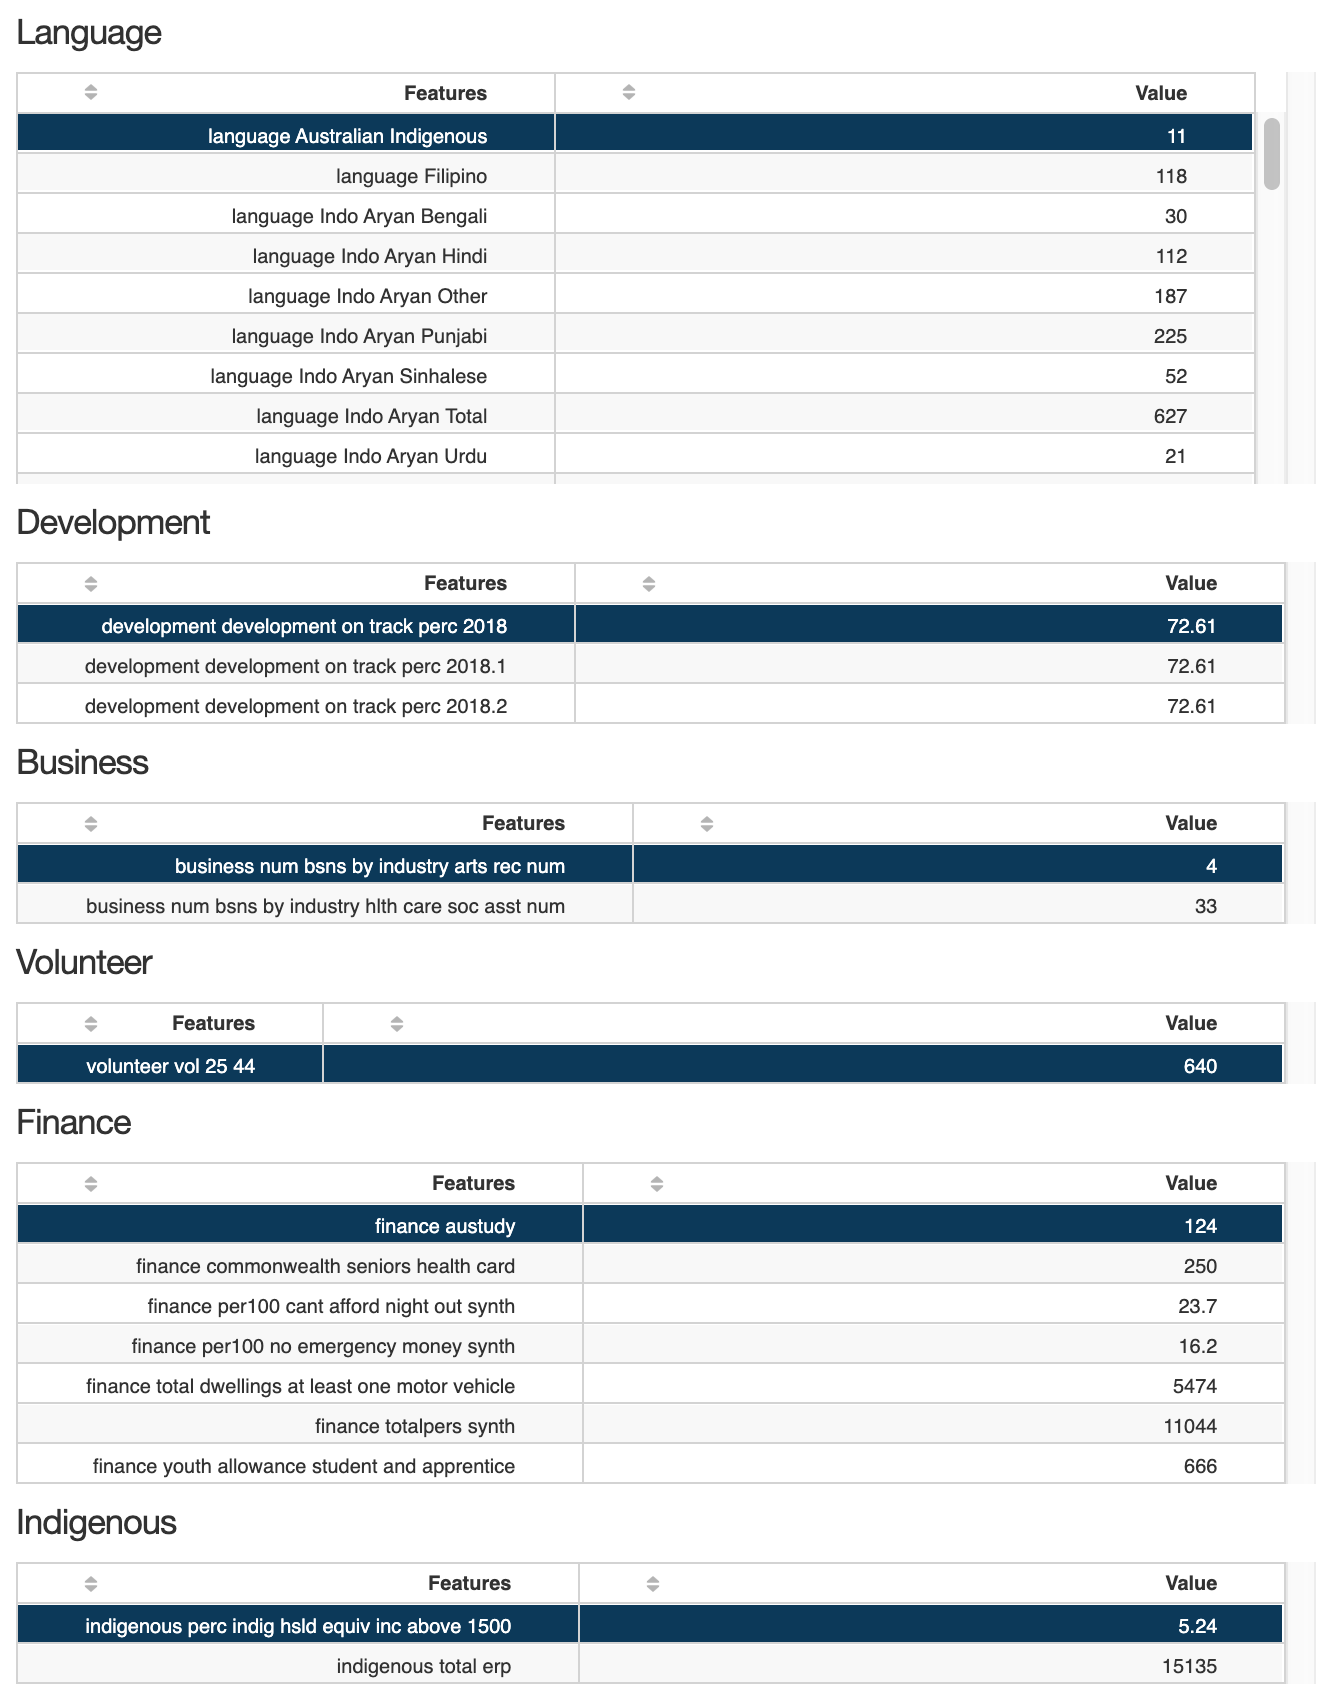 Language
Features Value
language Australian Indigenous 11
language Filipino 118
language Indo Aryan Bengali 30
language Indo Aryan Hindi 112
language Indo Aryan Other 187
language Indo Aryan Punjabi 225
language Indo Aryan Sinhalese 52
language Indo Aryan Total 627
language Indo Aryan Urdu 21
Development
Features Value
development development on track perc 2018 72.61
development development on track perc 2018.1 72.61
development development on track perc 2018.2 72.61
Business
Features Value
business num bsns by industry arts rec num 4
business num bsns by industry hlth care soc asst num 33
Volunteer
Features Value
volunteer vol 25 44 640
Finance
Features Value
finance austudy 124
finance commonwealth seniors health card 250
finance per100 cant afford night out synth 23.7
finance per100 no emergency money synth 16.2
finance total dwellings at least one motor vehicle 5474
finance totalpers synth 11044
finance youth allowance student and apprentice 666
Indigenous
Features Value
indigenous perc indig hsld equiv inc above 1500 5.24
indigenous total erp 15135